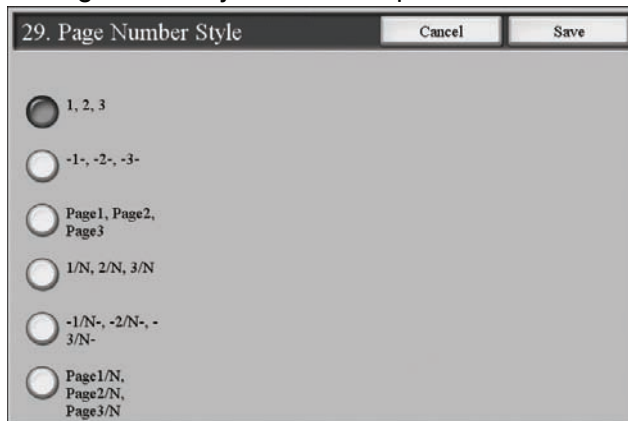 29. Page Number Style
Cancel
Save
1, 2, 3
-1-, -2-, -3-
Page1, Page2,
Page3
1/N, 2/N, 3/N
-1/N-, -2/N-, -
3/N-
Page1/N,
Page2/N,
Page3/N